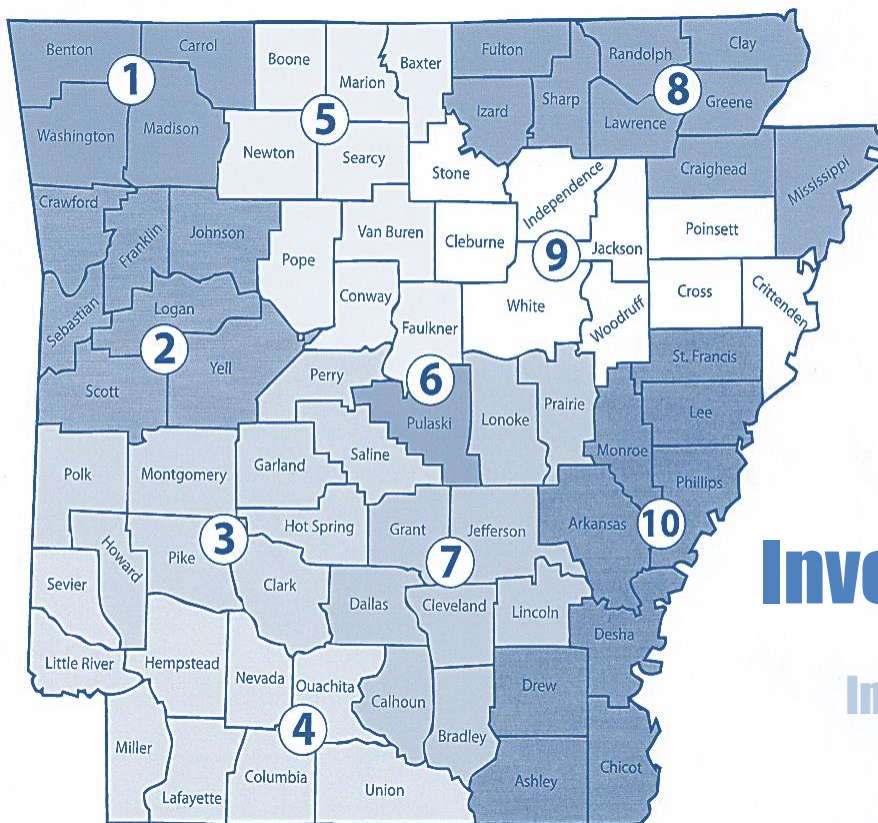 Benton
Carrol
Boone
Marion
Baxter
Fulton
Randolph
Clay
1
8
5
Washington
Madison
Newton
Searcy
Izard
Sharp
Lawrence
Greene
Stone
Independence
Craighead
Mississippi
Crawford
Franklin
Johnson
Pope
Van Buren
Cleburne
9
Jackson
Poinsett
Sebastian
Logan
Conway
Faulkner
White
Woodruff
Cross
Crittenden
2
Scott
Yell
Perry
6
Pulaski
Lonoke
Prairie
St. Francis
Lee
Monroe
Phillips
Polk
Montgomery
Garland
Saline
Hot Spring
Grant
Jefferson
Arkansas
10
3
7
Howard
Pike
Sevier
Clark
Dallas
Cleveland
Lincoln
Desha
Little River
Hempstead
Nevada
Ouachita
Calhoun
Bradley
Drew
4
Miller
Lafayette
Columbia
Union
Ashley
Chicot
Inve
In